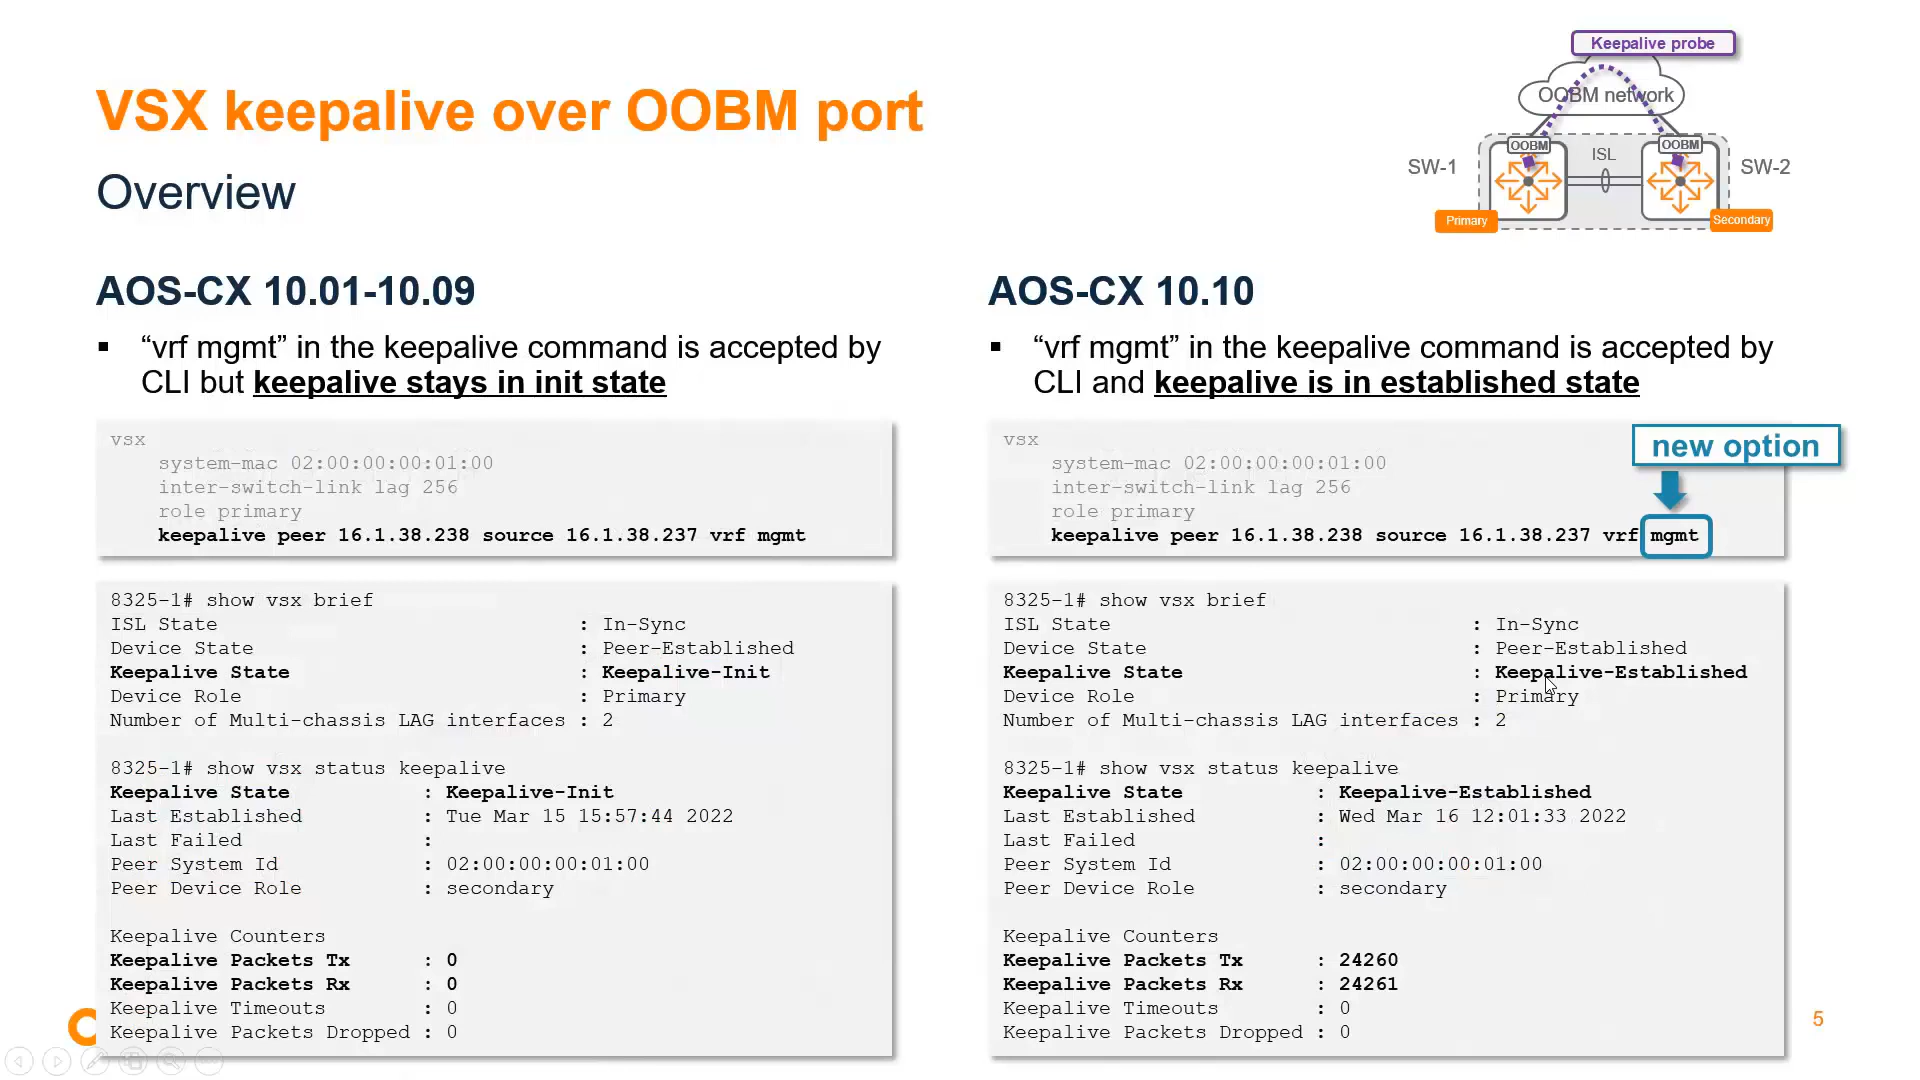 Keepalive probe
VSX keepalive over OOBM port
OOBM network
OOBM
OOBM
ISL
SW-1
SW-2
Overview
Primary
Secondary
AOS-CX 10.01-10.09
▪ “vrf mgmt” in the keepalive command is accepted by
CLI but keepalive stays in init state
vsx
system-mac 02:00:00:00:01:00
inter-switch-link lag 256
role primary
keepalive peer 16.1.38.238 source 16.1.38.237 vrf mgmt
8325-1# show vsx brief
ISL State : In-Sync
Device State : Peer-Established
Keepalive State : Keepalive-Init
Device Role : Primary
Number of Multi-chassis LAG interfaces : 2
8325-1# show vsx status keepalive
Keepalive State : Keepalive-Init
Last Established : Tue Mar 15 15:57:44 2022
Last Failed :
Peer System Id : 02:00:00:00:01:00
Peer Device Role : secondary
Keepalive Counters
Keepalive Packets Tx : 0
Keepalive Packets Rx : 0
Keepalive Timeouts : 0
Keepalive Packets Dropped : 0
AOS-CX 10.10
▪ “vrf mgmt” in the keepalive command is accepted by
CLI and keepalive is in established state
new option
vsx
system-mac 02:00:00:00:01:00
inter-switch-link lag 256
role primary
keepalive peer 16.1.38.238 source 16.1.38.237 vrf mgmt
8325-1# show vsx brief
ISL State : In-Sync
Device State : Peer-Established
Keepalive State : Keepalive-Established
Device Role : Primary
Number of Multi-chassis LAG interfaces : 2
8325-1# show vsx status keepalive
Keepalive State : Keepalive-Established
Last Established : Wed Mar 16 12:01:33 2022
Last Failed :
Peer System Id : 02:00:00:00:01:00
Peer Device Role : secondary
Keepalive Counters
Keepalive Packets Tx : 24260
Keepalive Packets Rx : 24261
Keepalive Timeouts : 0
Keepalive Packets Dropped : 0
5